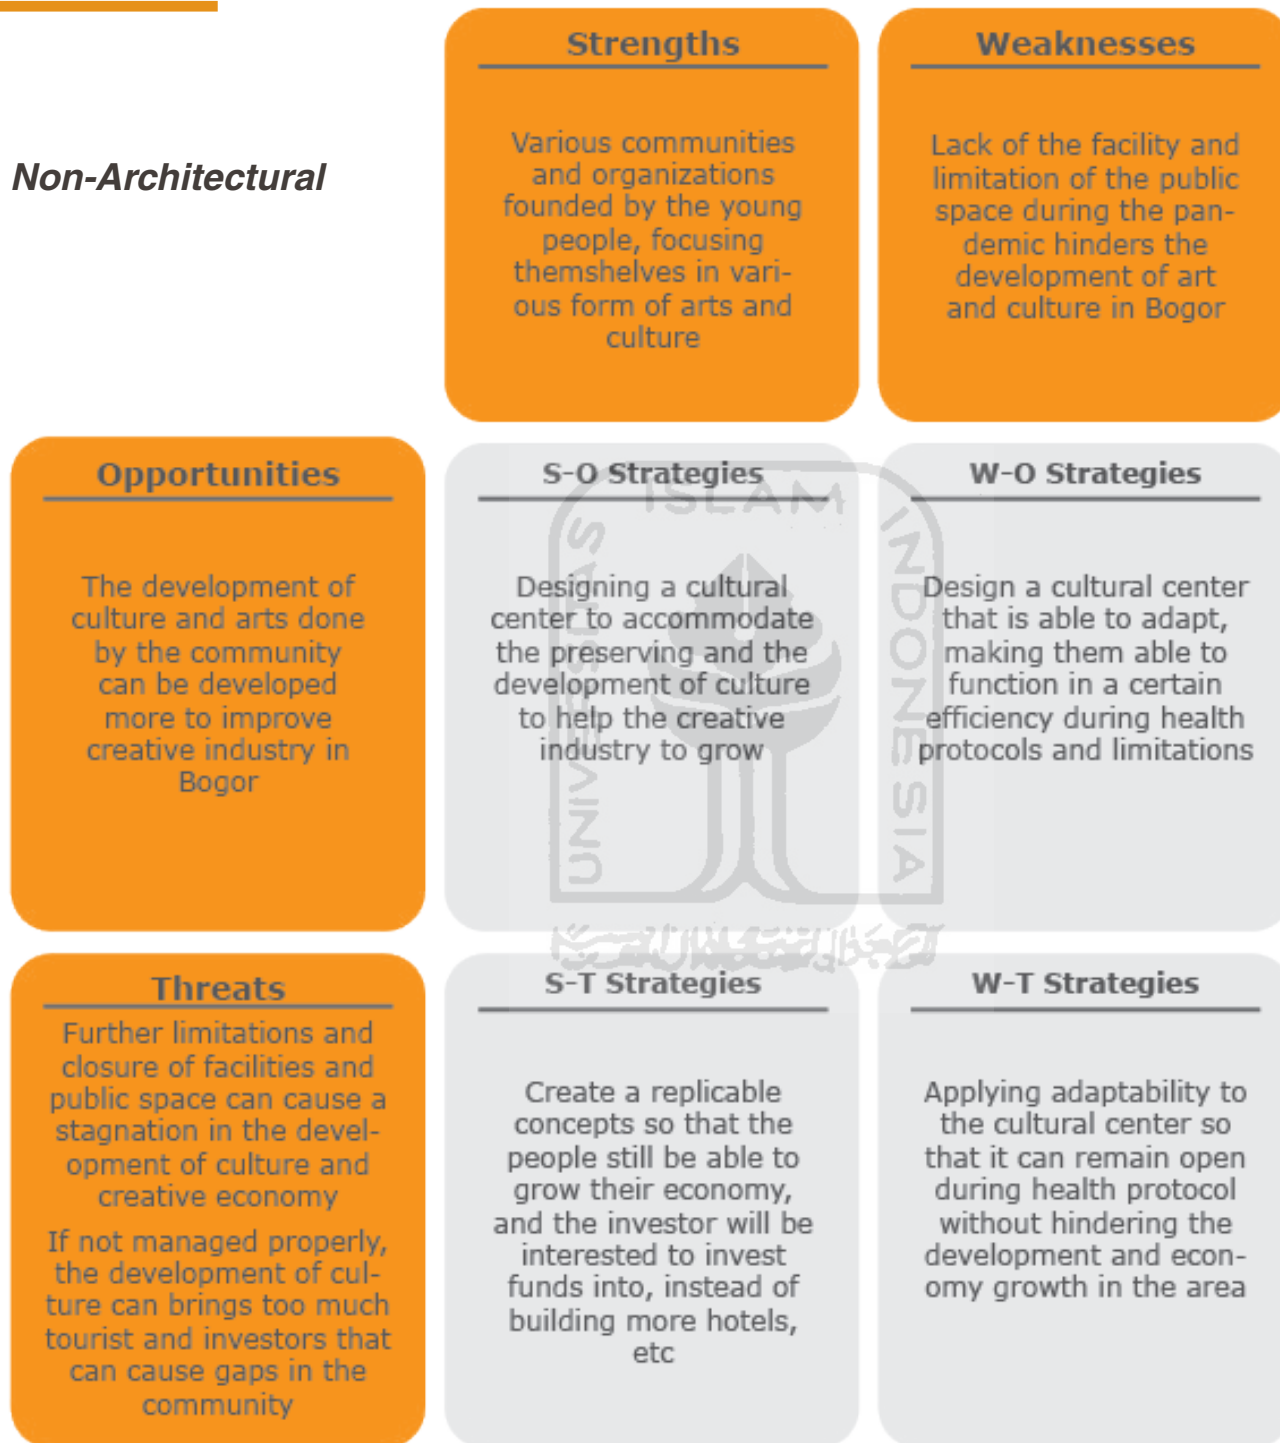 Non-Architectural
Strengths
Various communities
and organizations
founded by the young
people, focusing
themshelves in vari-
ous form of arts and
culture
Weaknesses
Lack of the facility and
limitation of the public
space during the pan-
demic hinders the
development of art
and culture in Bogor
Opportunities
The development of
culture and arts done
by the community
can be developed
more to improve
creative industry in
Bogor
S-O Strategies
Designing a cultural
center to accommodate
the preserving and the
development of culture
to help the creative
industry to grow
W-O Strategies
Design a cultural center
that is able to adapt,
making them able to
function in a certain
efficiency during health
protocols and limitations
Threats
Further limitations and
closure of facilities and
public space can cause a
stagnation in the devel-
opment of culture and
creative economy
If not managed properly,
the development of cul-
ture can brings too much
tourist and investors that
can cause gaps in the
community
S-T Strategies
Create a replicable
concepts so that the
people still be able to
grow their economy,
and the investor will be
interested to invest
funds into, instead of
building more hotels,
etc
W-T Strategies
Applying adaptability to
the cultural center so
that it can remain open
during health protocol
without hindering the
development and econ-
omy growth in the area
UNIVERSITAS
ISLAM
INDONESIA